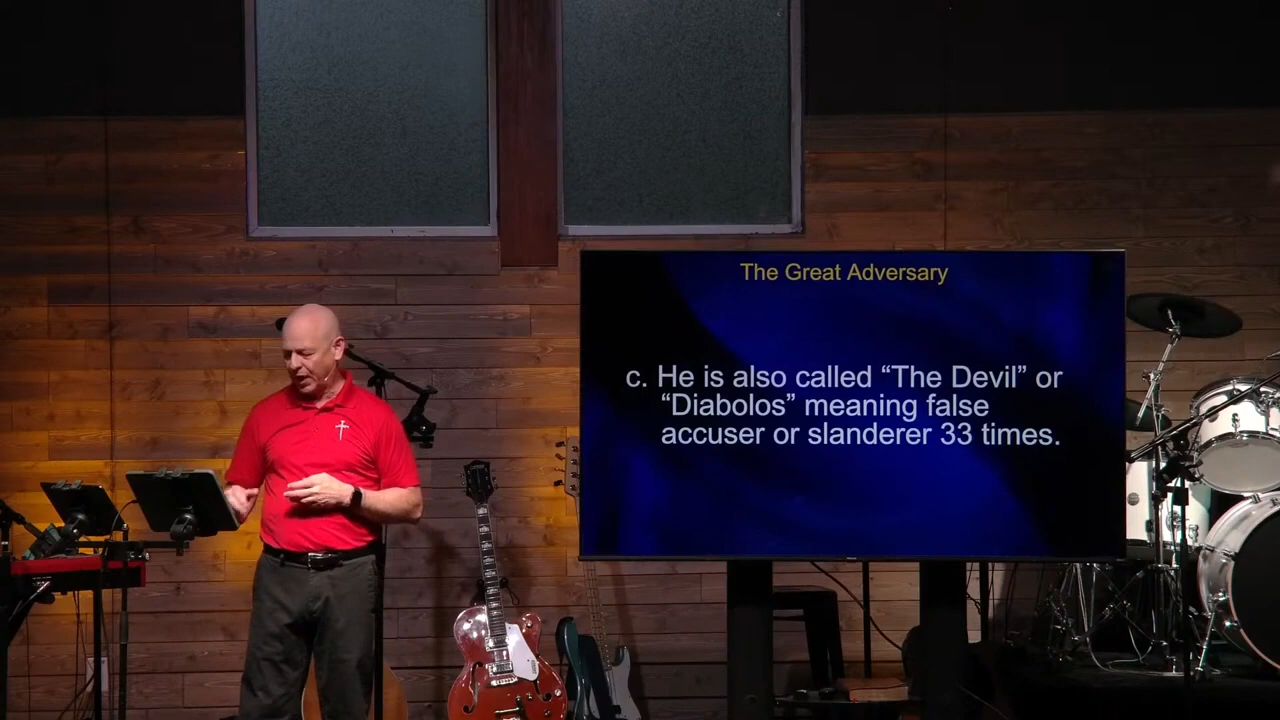 The Great Adversary
c. He is also called “The Devil” or
“Diabolos” meaning false
accuser or slanderer 33 times.